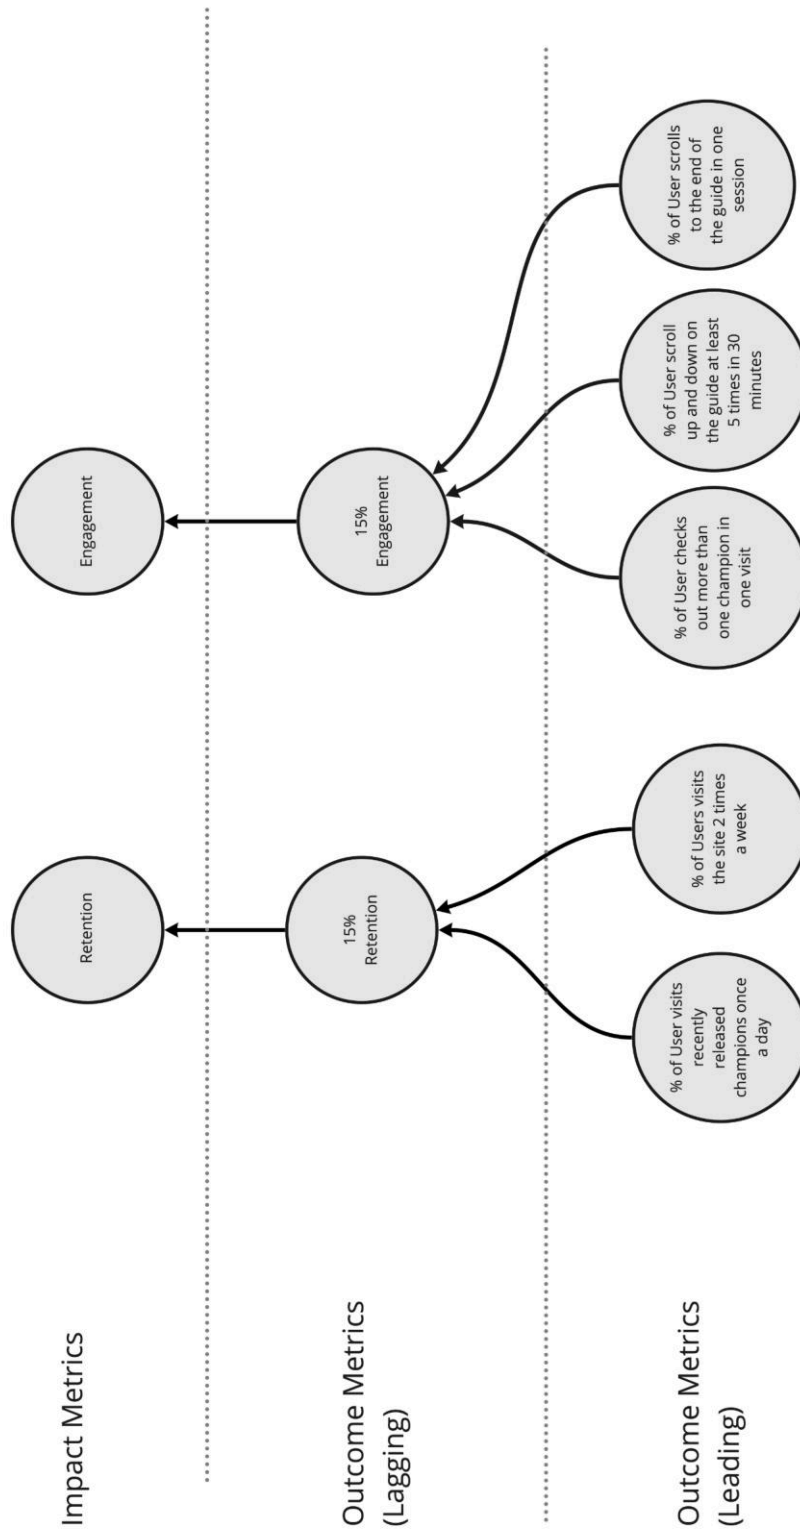 Impact Metrics
Retention
Engagement
Outcome Metrics
(Lagging)
15%
Retention
15%
Engagement
Outcome Metrics
(Leading)
% of User visits
recently
released
champions once
a day
% of Users visits
the site 2 times
a week
% of User checks
out more than
one champion in
one visit
% of User scroll
up and down on
the guide at least
5 times in 30
minutes
% of User scrolls
to the end of
the guide in one
session